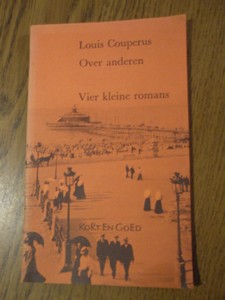 Louis Couperus
Over anderen
Vier kleine romans
KORT EN GOED